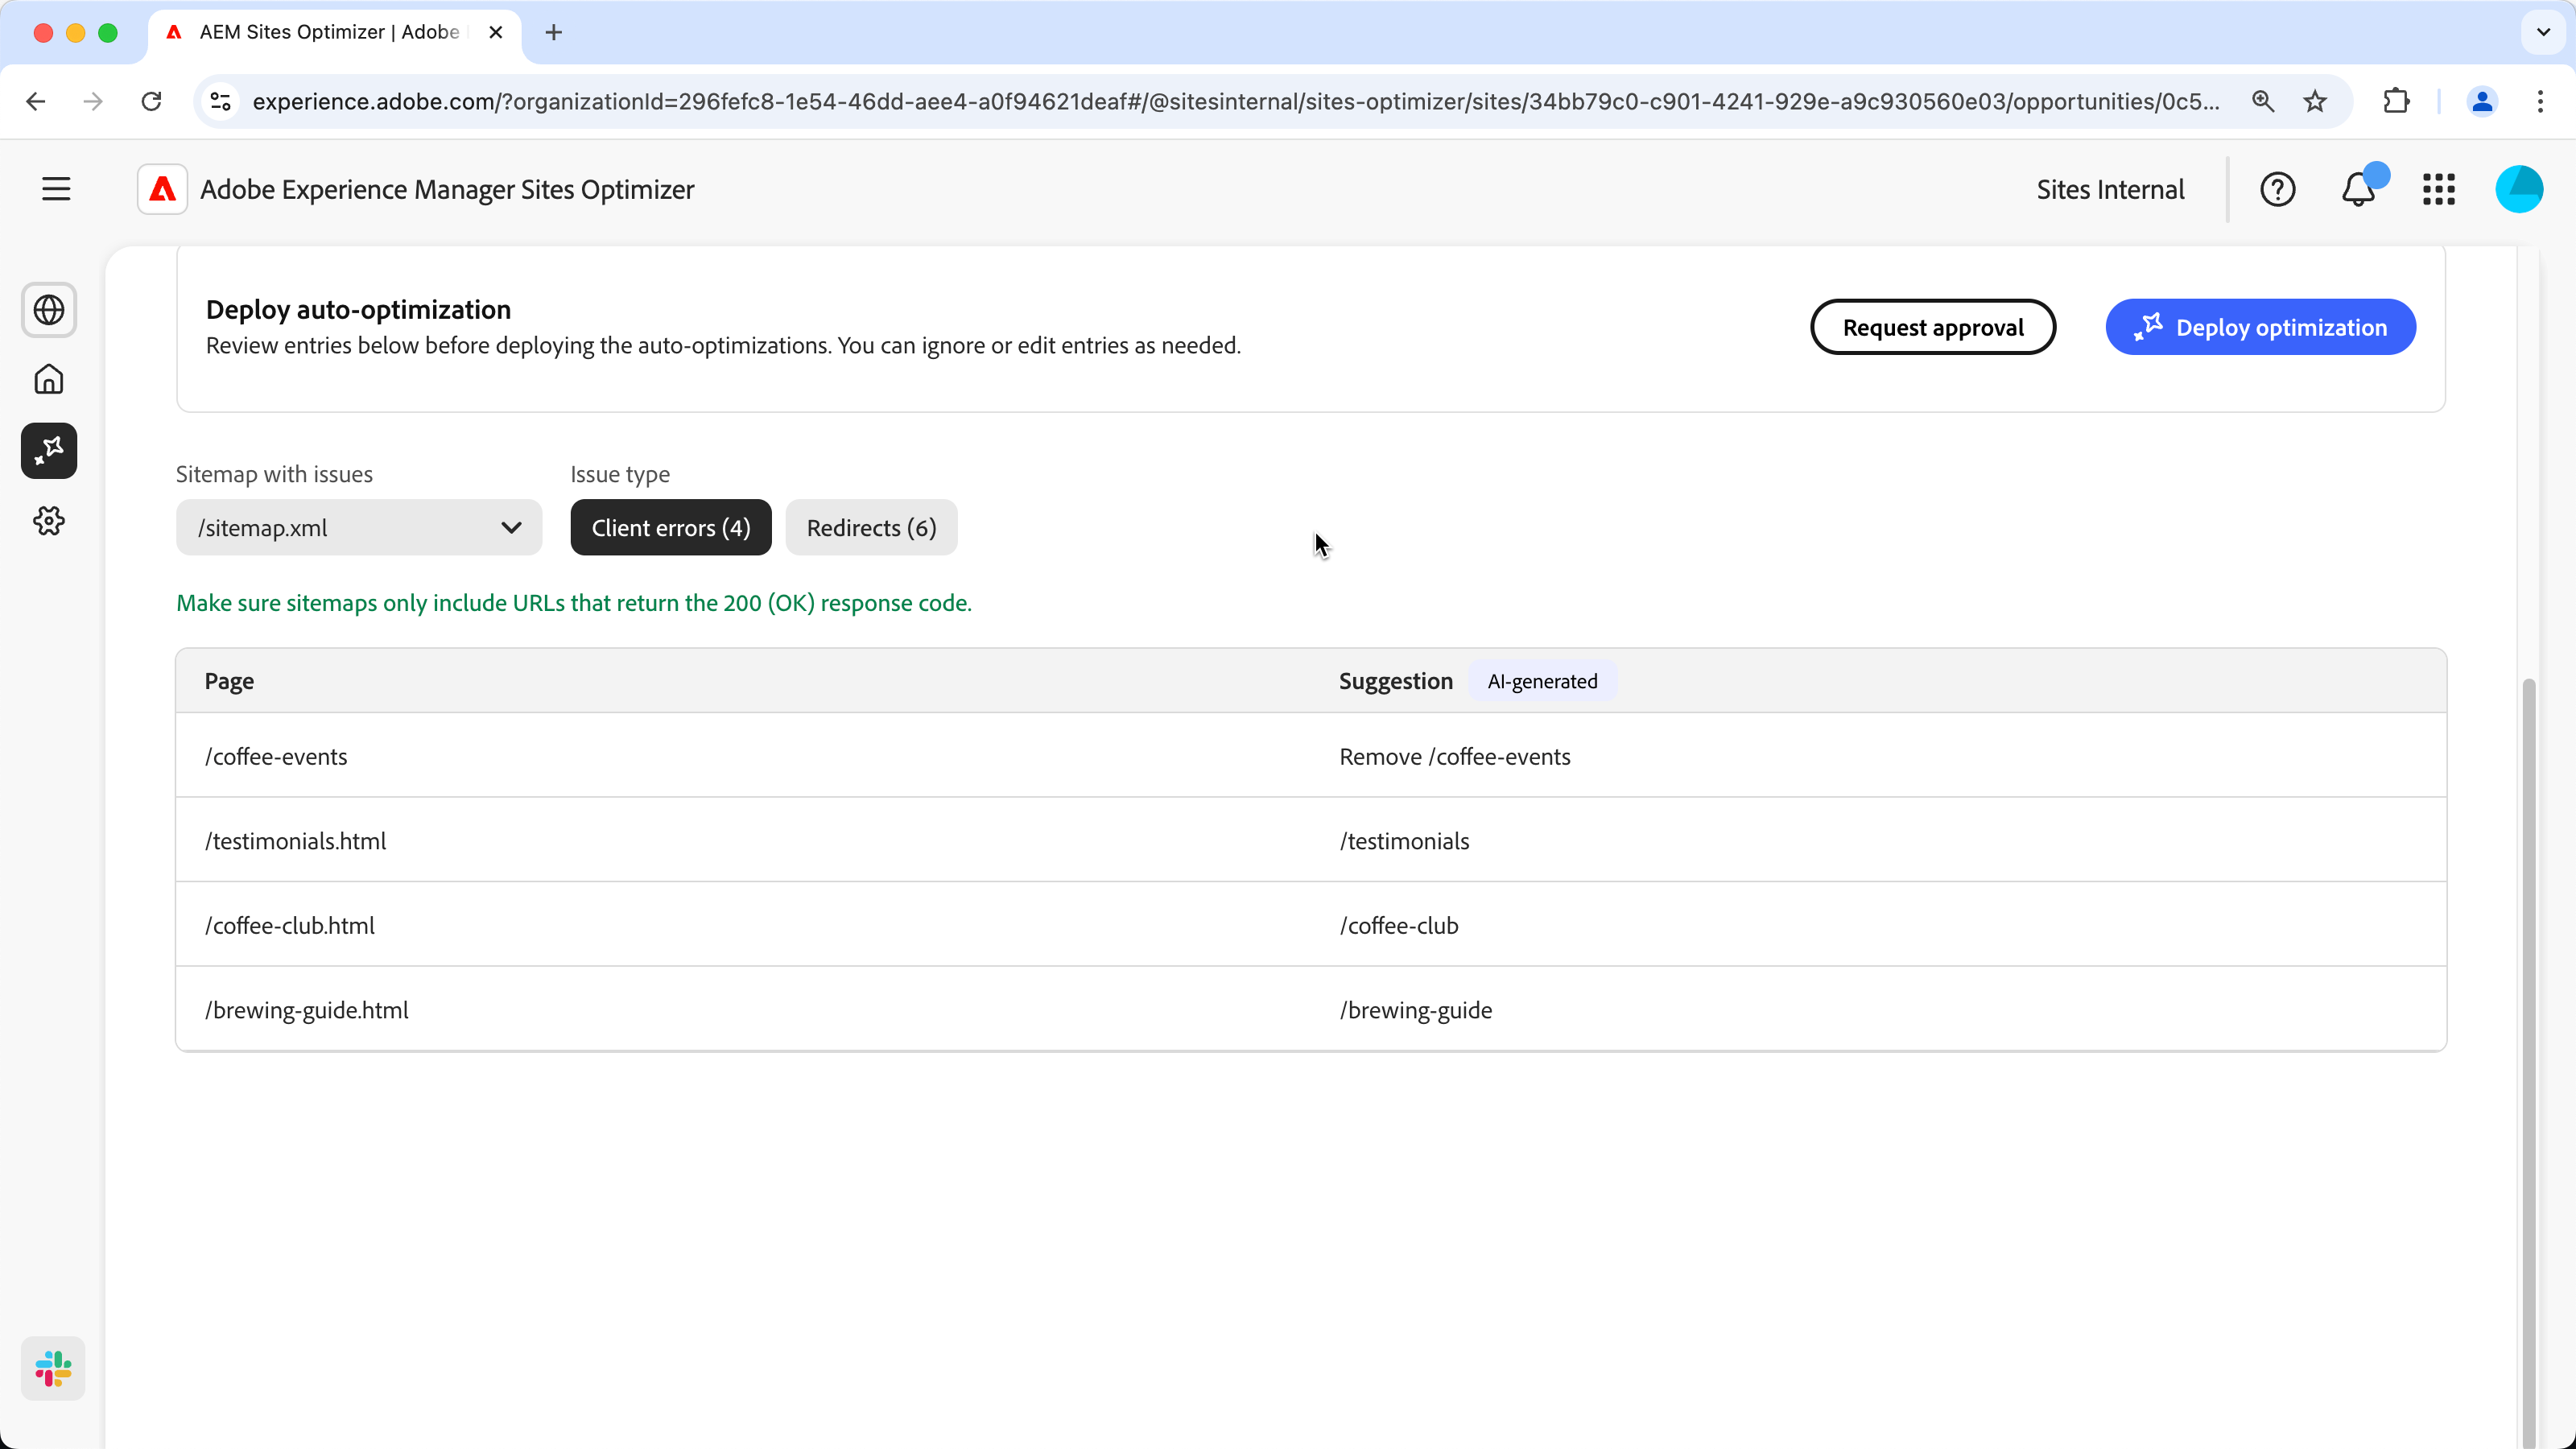 AEM Sites Optimizer | Adobe
experience.adobe.com/?organizationId=296fefc8-1e54-46dd-aee4-a0f94621deaf#/@sitesinternal/sites-optimizer/sites/34bb79c0-c901-4241-929e-a9c930560e03/opportunities/0c5...
Adobe Experience Manager Sites Optimizer
Sites Internal
Deploy auto-optimization
Review entries below before deploying the auto-optimizations. You can ignore or edit entries as needed.
Request approval
Deploy optimization
Sitemap with issues
Issue type
/sitemap.xml
Client errors (4)
Redirects (6)
Make sure sitemaps only include URLs that return the 200 (OK) response code.
Page
Suggestion AI-generated
/coffee-events
Remove /coffee-events
/testimonials.html
/testimonials
/coffee-club.html
/coffee-club
/brewing-guide.html
/brewing-guide